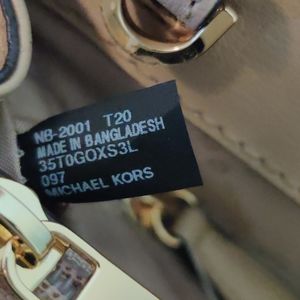 NB-2001 T20
MADE IN BANGLADESH
35T0GOXS3L
097
MICHAEL KORS